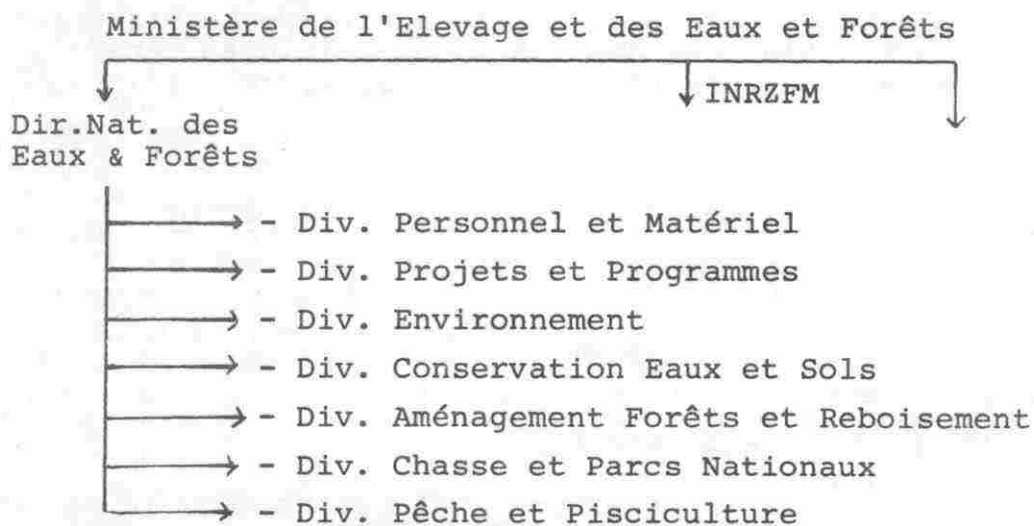 Ministère de l'Elevage et des Eaux et Forêts
INRZFM
Dir.Nat. des
Eaux & Forêts
- Div. Personnel et Matériel
- Div. Projets et Programmes
- Div. Environnement
- Div. Conservation Eaux et Sols
- Div. Aménagement Forêts et Reboisement
- Div. Chasse et Parcs Nationaux
- Div. Pêche et Pisciculture